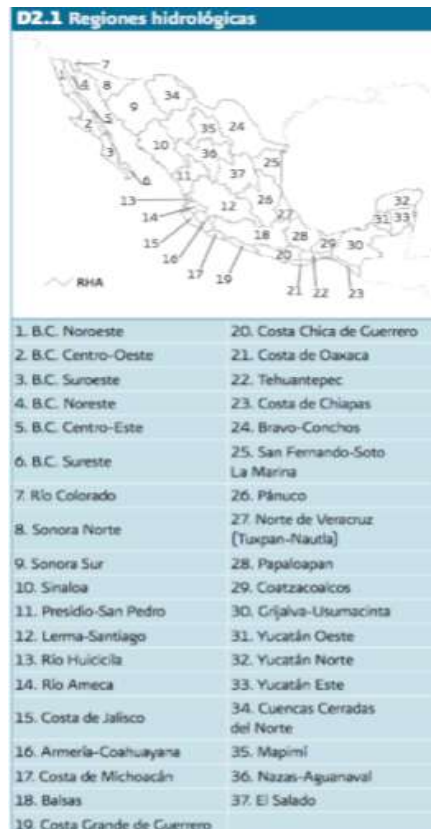 D2.1 Regiones hidrológicas
7
1
4
8
34
9
5
35
24
2
10
36
3
11
37
25
6
13
12
26
32
14
27
31
33
18
28
15
29
30
16
20
17
19
RHA
21
22
23
1. B.C. Noroeste
2. B.C. Centro-Oeste
3. B.C. Suroeste
4. B.C. Noreste
5. B.C. Centro-Este
6. B.C. Sureste
7. Río Colorado
8. Sonora Norte
9. Sonora Sur
10. Sinaloa
11. Presidio-San Pedro
12. Lerma-Santiago
13. Río Huicicila
14. Río Ameca
15. Costa de Jalisco
16. Armería-Coahuayana
17. Costa de Michoacán
18. Balsas
19. Costa Grande de Guerrero
20. Costa Chica de Guerrero
21. Costa de Oaxaca
22. Tehuantepec
23. Costa de Chiapas
24. Bravo-Conchos
25. San Fernando-Soto
La Marina
26. Pánuco
27. Norte de Veracruz
(Tuxpan-Nautla)
28. Papaloapan
29. Coatzacoalcos
30. Grijalva-Usumacinta
31. Yucatán Oeste
32. Yucatán Norte
33. Yucatán Este
34. Cuencas Cerradas
del Norte
35. Mapimí
36. Nazas-Aguanaval
37. El Salado